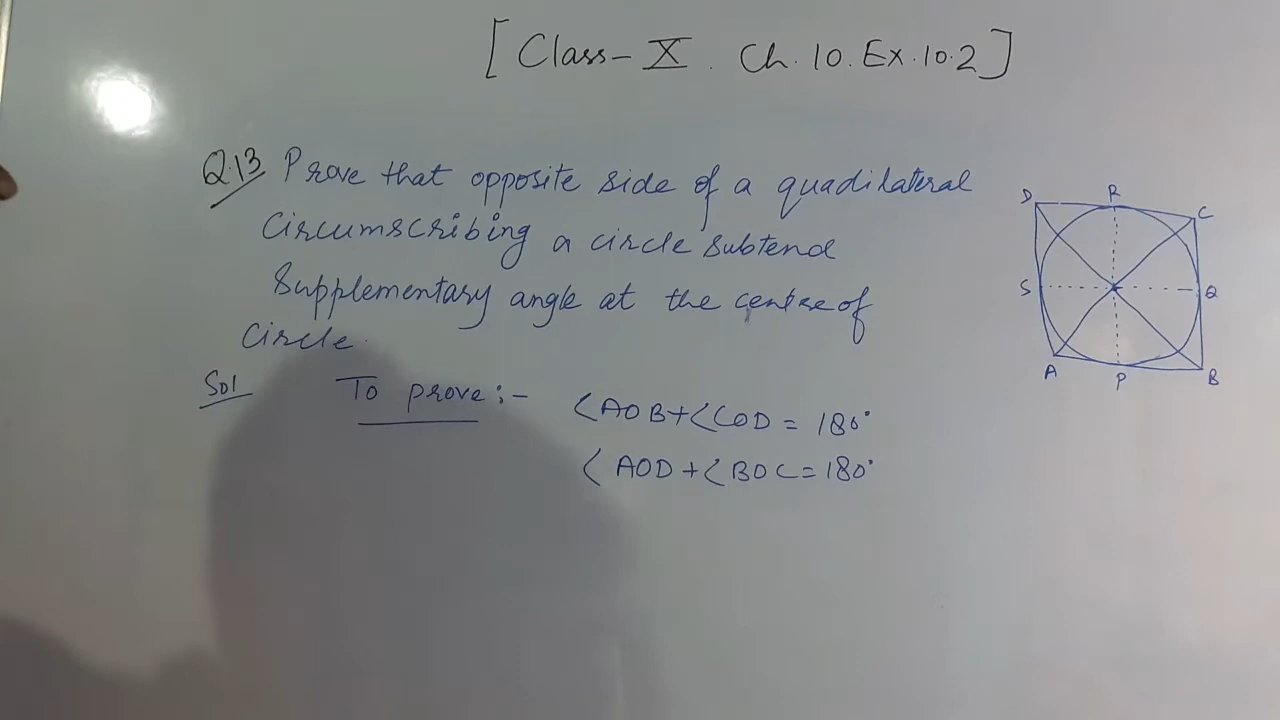 [Class-X. Ch.10.Ex.10.2]
Q.13 Prove that opposite side of a quadilateral
Circumscribing a circle subtend
Supplementary angle at the centre of
Circle.
Sol To prove:-
<AOB+<COD = 180°
<AOD+<BOC=180°
D R C
S Q
A P B